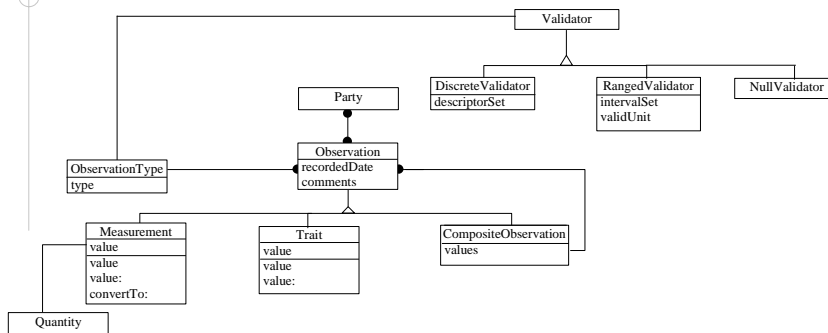 Validator
DiscreteValidator
descriptorSet
RangedValidator
intervalSet
validUnit
NullValidator
Party
Observation
recordedDate
comments
ObservationType
type
Measurement
value
value
value:
convertTo:
Trait
value
value
value:
CompositeObservation
values
Quantity